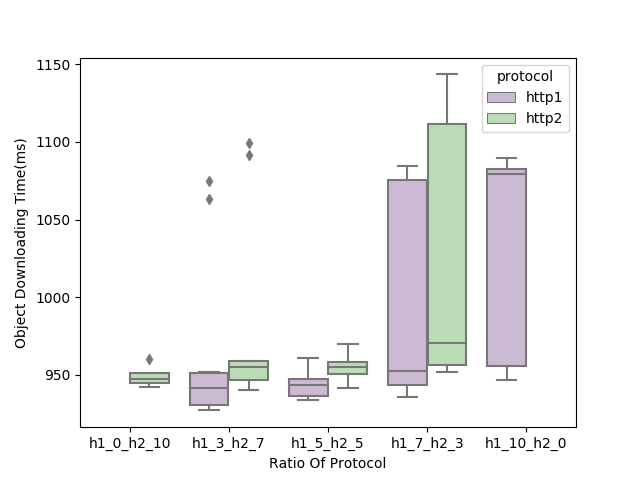 1150
1100
1050
1000
950
Object Downloading Time(ms)
protocol
http1
http2
h1_0_h2_10 h1_3_h2_7 h1_5_h2_5 h1_7_h2_3 h1_10_h2_0
Ratio Of Protocol